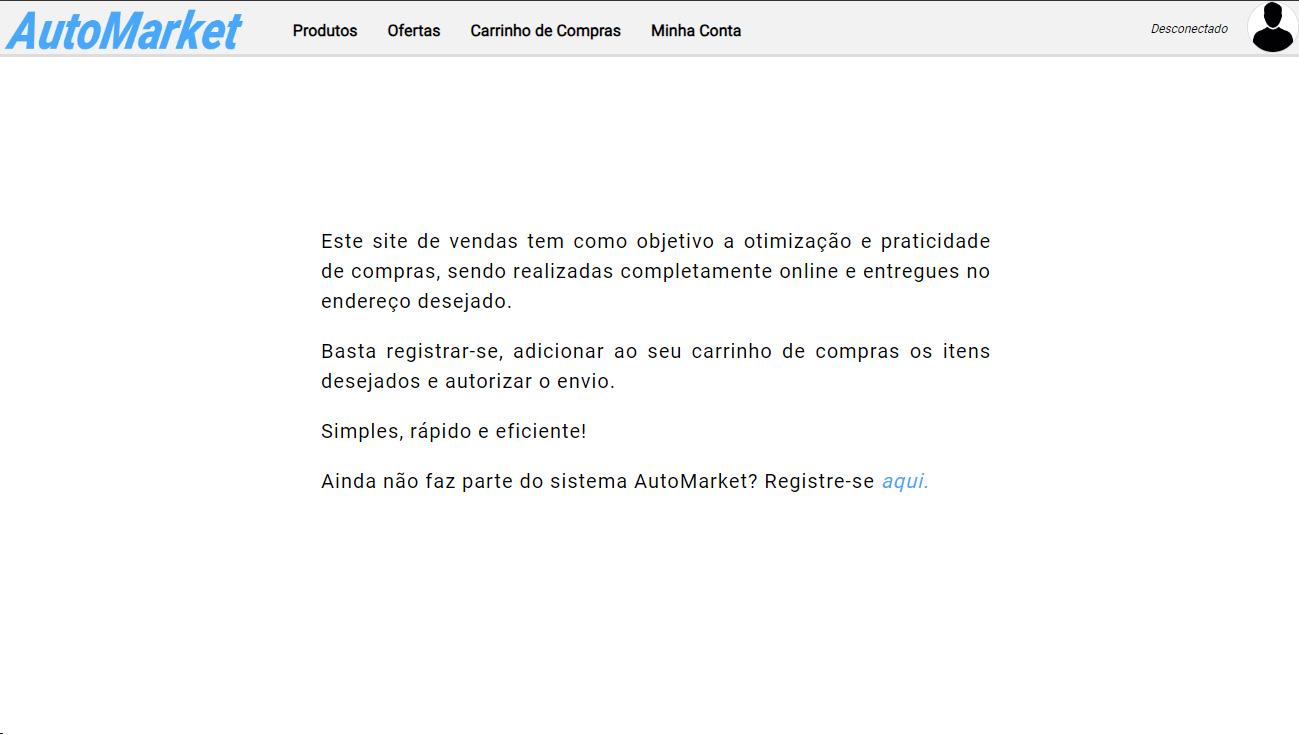 AutoMarket
Produtos Ofertas Carrinho de Compras Minha Conta
Desconectado
Este site de vendas tem como objetivo a otimização e praticidade
de compras, sendo realizadas completamente online e entregues no
endereço desejado.
Basta registrar-se, adicionar ao seu carrinho de compras os itens
desejados e autorizar o envio.
Simples, rápido e eficiente!
Ainda não faz parte do sistema AutoMarket? Registre-se aqui.